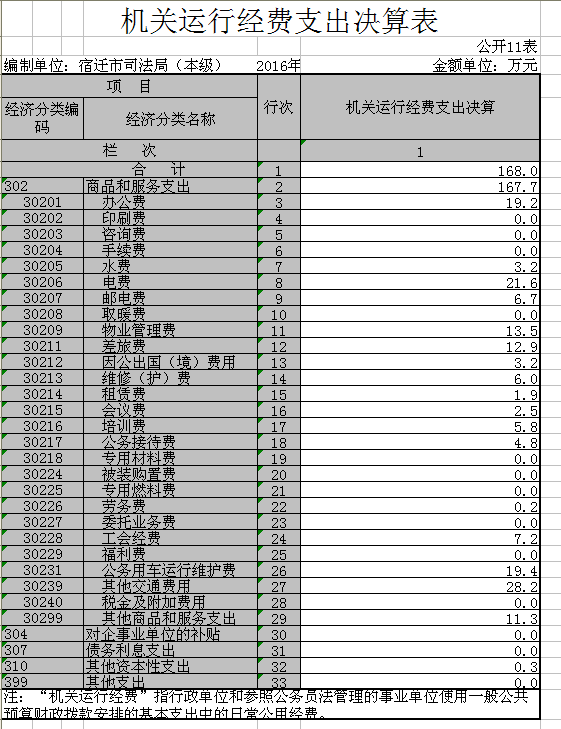 机关运行经费支出决算表
公开11表
编制单位：宿迁市司法局（本级） 2016年 金额单位：万元
项 目 行次 机关运行经费支出决算
经济分类编码 经济分类名称
栏 次 1
合 计 1 168.0
302 商品和服务支出 2 167.7
30201 办公费 3 19.2
30202 印刷费 4 0.0
30203 咨询费 5 0.0
30204 手续费 6 0.0
30205 水费 7 3.2
30206 电费 8 21.6
30207 邮电费 9 6.7
30208 取暖费 10 0.0
30209 物业管理费 11 13.5
30211 差旅费 12 12.9
30212 因公出国（境）费用 13 3.2
30213 维修（护）费 14 6.0
30214 租赁费 15 1.9
30215 会议费 16 2.5
30216 培训费 17 5.8
30217 公务接待费 18 4.8
30218 专用材料费 19 0.0
30224 被装购置费 20 0.0
30225 专用燃料费 21 0.0
30226 劳务费 22 0.2
30227 委托业务费 23 0.0
30228 工会经费 24 7.2
30229 福利费 25 0.0
30231 公务用车运行维护费 26 19.4
30239 其他交通费用 27 28.2
30240 税金及附加费用 28 0.0
30299 其他商品和服务支出 29 11.3
304 对企事业单位的补贴 30 0.0
307 债务利息支出 31 0.0
310 其他资本性支出 32 0.3
399 其他支出 33 0.0
注：“机关运行经费”指行政单位和参照公务员法管理的事业单位使用一般公共
预算财政拨款安排的基本支出中的日常公用经费。